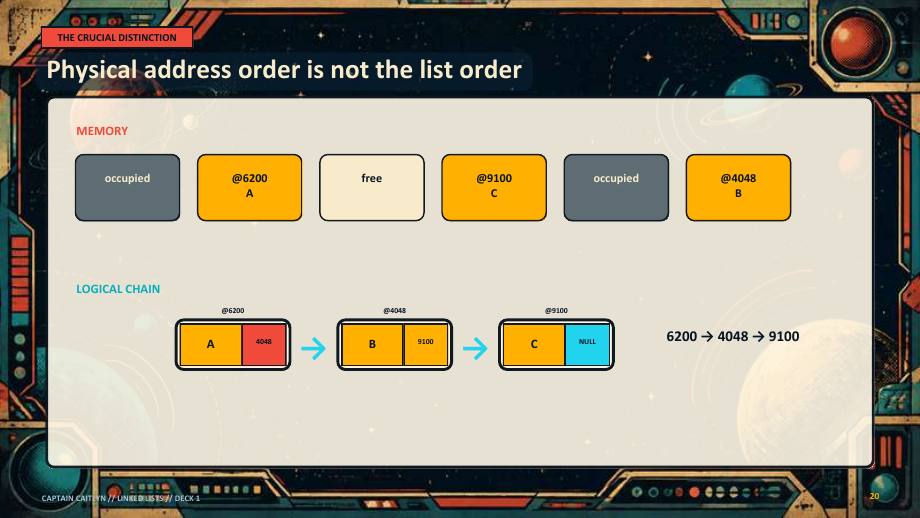 THE CRUCIAL DISTINCTION
Physical address order is not the list order
MEMORY
occupied
@6200
A
free
@9100
C
occupied
@4048
B
LOGICAL CHAIN
@6200
A
4048
→
@4048
B
9100
→
@9100
C
NULL
6200 → 4048 → 9100
CAPTAIN CAITLYN // LINKED LISTS // DECK 1
20